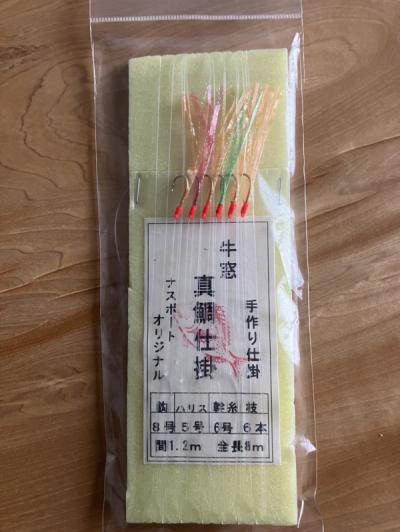 牛窓
手作り仕掛
真鯛仕掛
ナスボート
オリジナル
鈎 ハリス 幹糸 枝
8号 5号 6号 6本
間1.2m 全長8m